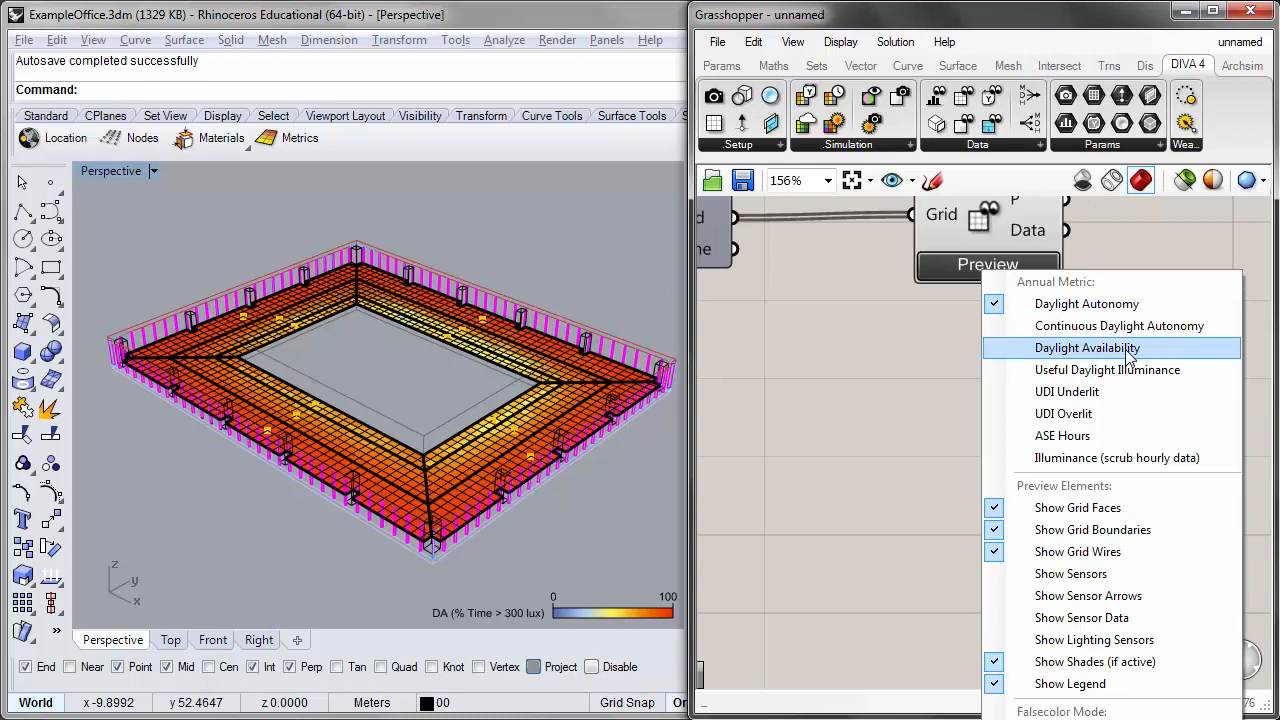 ExampleOffice.3dm (1329 KB) - Rhinoceros Educational (64-bit) - [Perspective]
File Edit View Curve Surface Solid Mesh Dimension Transform Tools Analyze Render Panels Help
Autosave completed successfully
Command:
Standard CPlanes Set View Display Select Viewport Layout Visibility Transform Curve Tools Surface Tools
Location Nodes Materials Metrics
Perspective
z
y
x
0 100
DA (% Time > 300 lux)
Perspective Top Front Right
End Near Point Mid Cen Int Perp Tan Quad Knot Vertex Project Disable
World x -9.8992 y 52.4647 z 0.0000 Meters 00 Grid Snap
Grasshopper - unnamed
File Edit View Display Solution Help unnamed
Params Maths Sets Vector Curve Surface Mesh Intersect Trns Dis DIVA 4 Archsim
.Setup .Simulation Data Params Wea...
156%
P
Grid
Data
Preview
Annual Metric:
Daylight Autonomy
Continuous Daylight Autonomy
Daylight Availability
Useful Daylight Illuminance
UDI Underlit
UDI Overlit
ASE Hours
Illuminance (scrub hourly data)
Preview Elements:
Show Grid Faces
Show Grid Boundaries
Show Grid Wires
Show Sensors
Show Sensor Arrows
Show Sensor Data
Show Lighting Sensors
Show Shades (if active)
Show Legend
Falsecolor Mode: